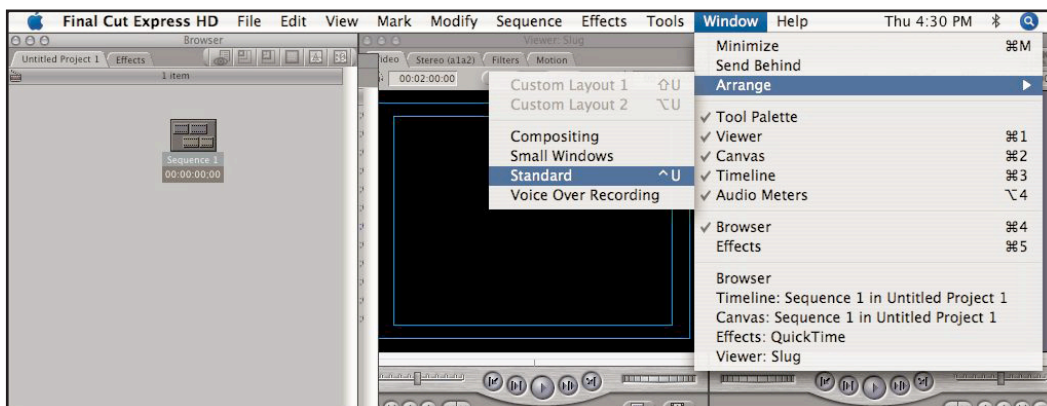 Final Cut Express HD File Edit View Mark Modify Sequence Effects Tools Window Help Thu 4:30 PM
Browser
Untitled Project 1 Effects
1 item
Sequence 1
00:00:00;00
Viewer: Slug
ideo Stereo (a1a2) Filters Motion
00:02:00:00
Custom Layout 1 ⇧U
Custom Layout 2 ⌥U
Compositing
Small Windows
Standard ^U
Voice Over Recording
Minimize ⌘M
Send Behind
Arrange
✓ Tool Palette
✓ Viewer ⌘1
✓ Canvas ⌘2
✓ Timeline ⌘3
✓ Audio Meters ⌥4
✓ Browser ⌘4
Effects ⌘5
Browser
Timeline: Sequence 1 in Untitled Project 1
Canvas: Sequence 1 in Untitled Project 1
Effects: QuickTime
Viewer: Slug